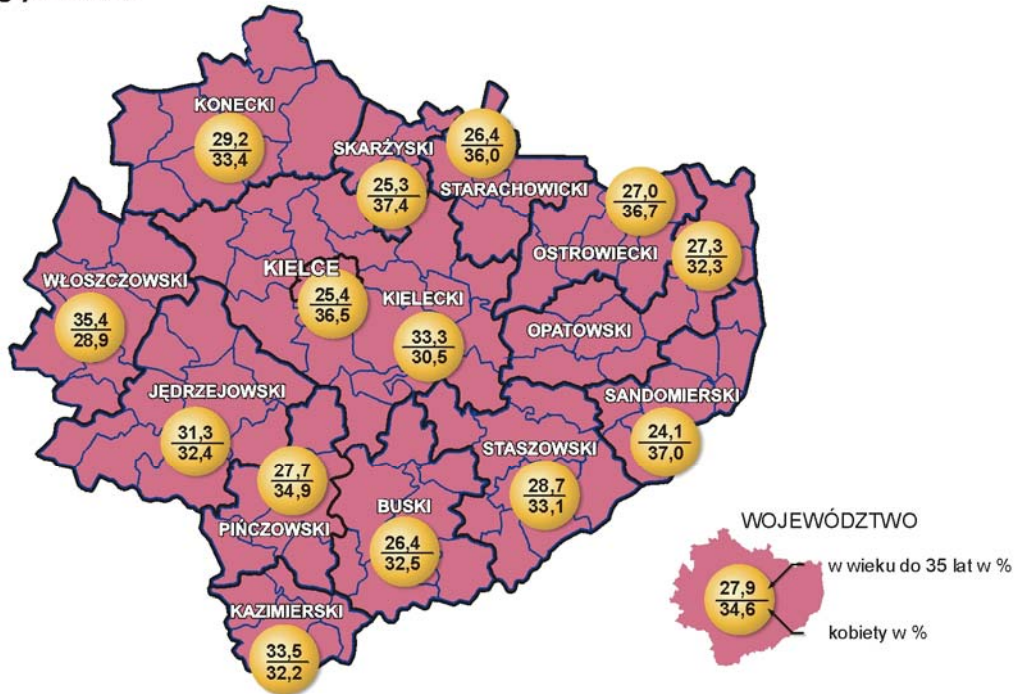 KONECKI
29,2
33,4
SKARŻYSKI
25,3
37,4
26,4
36,0
STARACHOWICKI
27,0
36,7
OSTROWIECKI
27,3
32,3
WŁOSZCZOWSKI
35,4
28,9
KIELCE
25,4
36,5
KIELECKI
33,3
30,5
OPATOWSKI
JĘDRZEJOWSKI
31,3
32,4
SANDOMIERSKI
24,1
37,0
STASZOWSKI
28,7
33,1
27,7
34,9
PIŃCZOWSKI
BUSKI
26,4
32,5
KAZIMIERSKI
33,5
32,2
WOJEWÓDZTWO
27,9
34,6
w wieku do 35 lat w %
kobiety w %